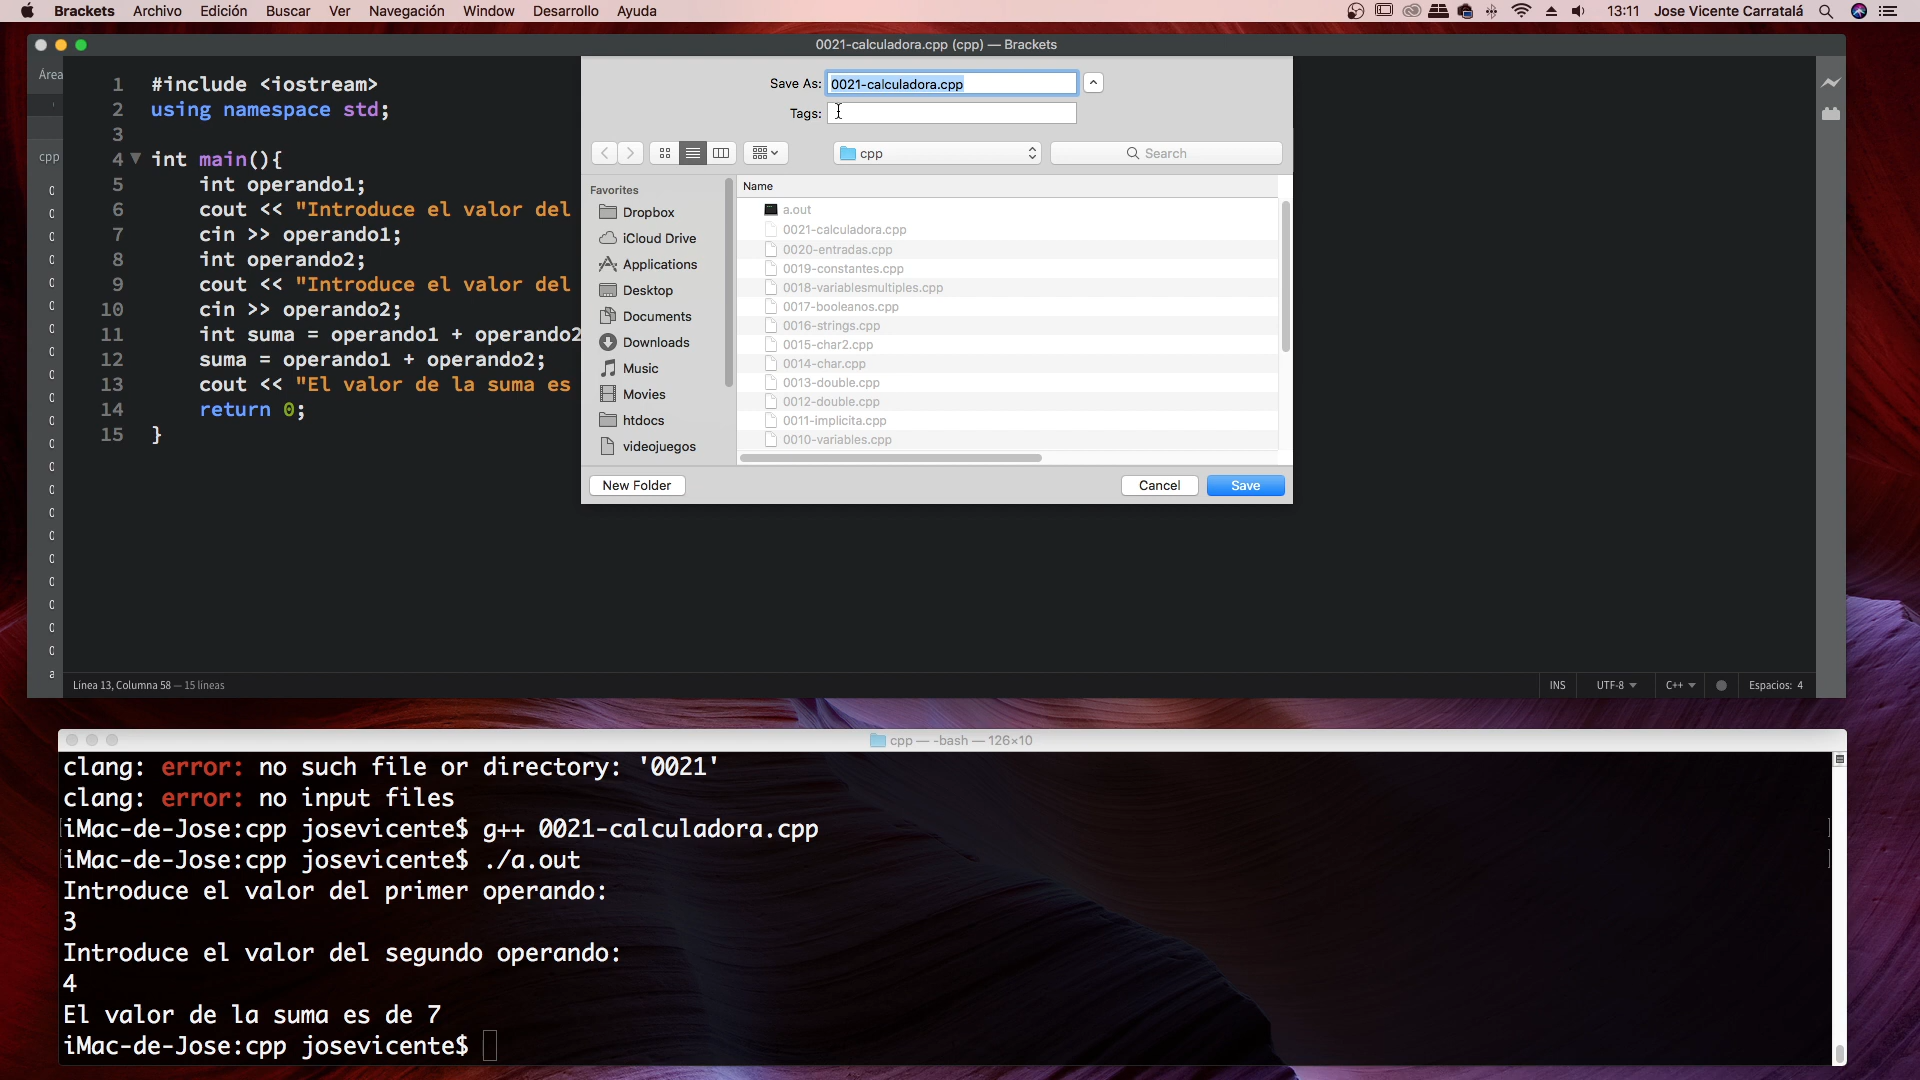 Brackets Archivo Edición Buscar Ver Navegación Window Desarrollo Ayuda 13:11 Jose Vicente Carratalá
0021-calculadora.cpp (cpp) — Brackets
Área
cpp
1 #include <iostream>
2 using namespace std;
3
4 int main(){
5 int operando1;
6 cout << "Introduce el valor del
7 cin >> operando1;
8 int operando2;
9 cout << "Introduce el valor del
10 cin >> operando2;
11 int suma = operando1 + operando2
12 suma = operando1 + operando2;
13 cout << "El valor de la suma es
14 return 0;
15 }
Save As: 0021-calculadora.cpp
Tags:
cpp
Search
Favorites
Dropbox
iCloud Drive
Applications
Desktop
Documents
Downloads
Music
Movies
htdocs
videojuegos
Name
a.out
0021-calculadora.cpp
0020-entradas.cpp
0019-constantes.cpp
0018-variablesmultiples.cpp
0017-booleanos.cpp
0016-strings.cpp
0015-char2.cpp
0014-char.cpp
0013-double.cpp
0012-double.cpp
0011-implicita.cpp
0010-variables.cpp
New Folder Cancel Save
Línea 13, Columna 58 — 15 líneas INS UTF-8 C++ Espacios: 4
cpp — -bash — 126×10
clang: error: no such file or directory: '0021'
clang: error: no input files
iMac-de-Jose:cpp josevicente$ g++ 0021-calculadora.cpp
iMac-de-Jose:cpp josevicente$ ./a.out
Introduce el valor del primer operando:
3
Introduce el valor del segundo operando:
4
El valor de la suma es de 7
iMac-de-Jose:cpp josevicente$